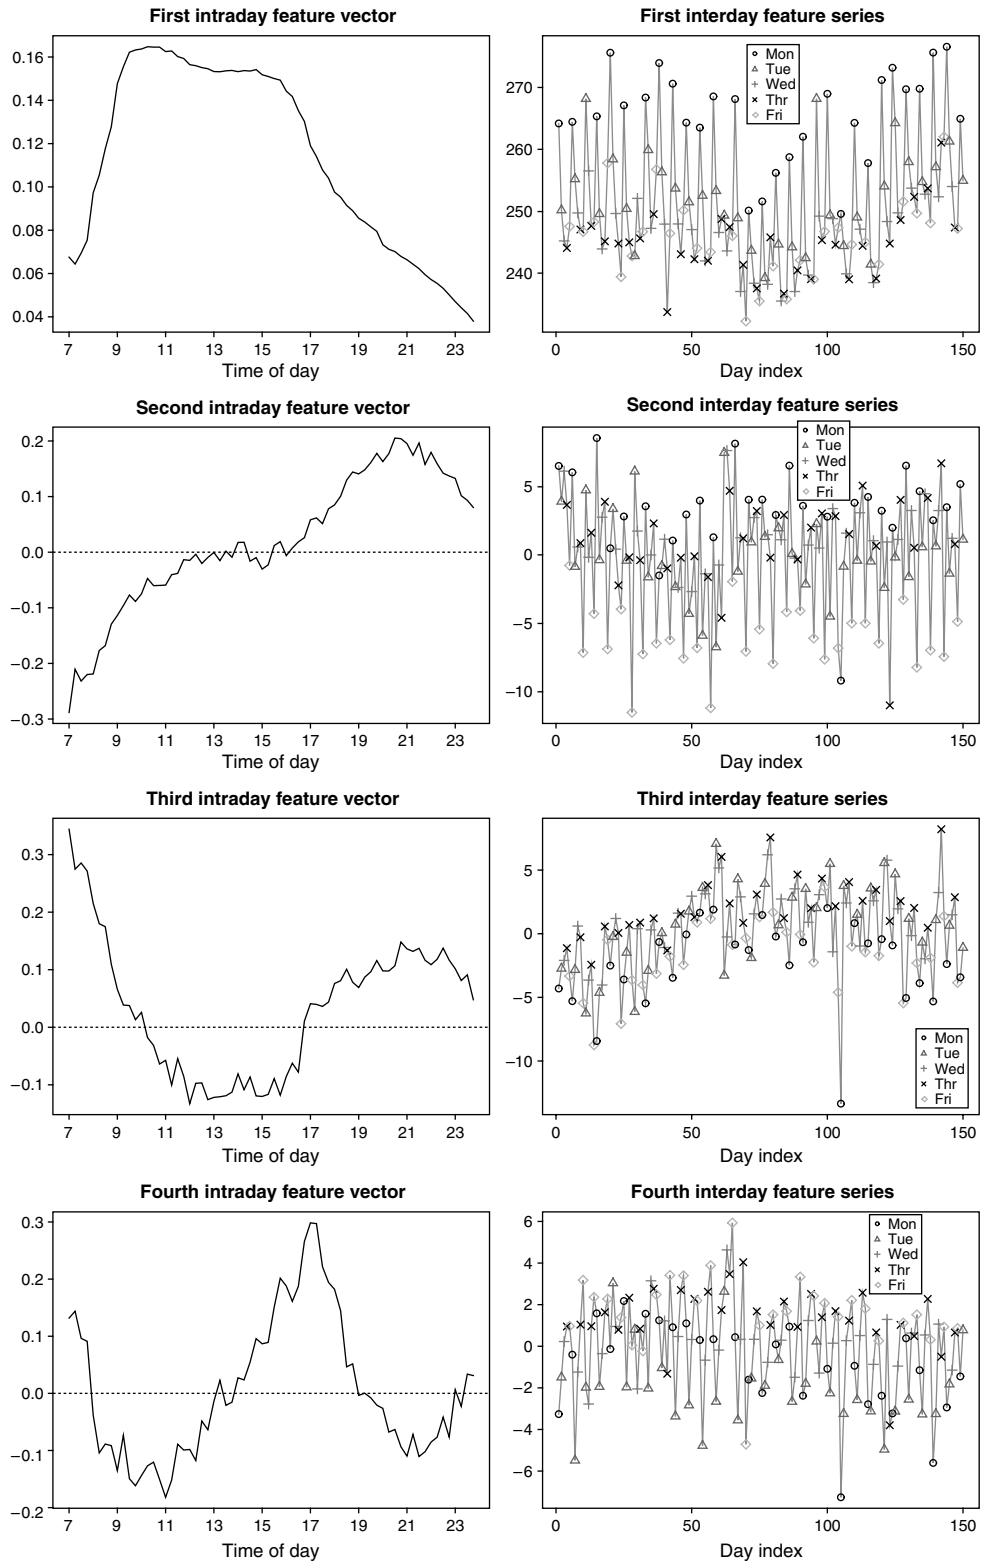 First intraday feature vector
0.16
0.14
0.12
0.10
0.08
0.06
0.04
7 9 11 13 15 17 19 21 23
Time of day
First interday feature series
Mon
Tue
Wed
Thr
Fri
270
260
250
240
0 50 100 150
Day index
Second intraday feature vector
0.2
0.1
0.0
−0.1
−0.2
−0.3
7 9 11 13 15 17 19 21 23
Time of day
Second interday feature series
Mon
Tue
Wed
Thr
Fri
5
0
−5
−10
0 50 100 150
Day index
Third intraday feature vector
0.3
0.2
0.1
0.0
−0.1
7 9 11 13 15 17 19 21 23
Time of day
Third interday feature series
5
0
−5
−10
Mon
Tue
Wed
Thr
Fri
0 50 100 150
Day index
Fourth intraday feature vector
0.3
0.2
0.1
0.0
−0.1
−0.2
7 9 11 13 15 17 19 21 23
Time of day
Fourth interday feature series
Mon
Tue
Wed
Thr
Fri
6
4
2
0
−2
−4
−6
0 50 100 150
Day index